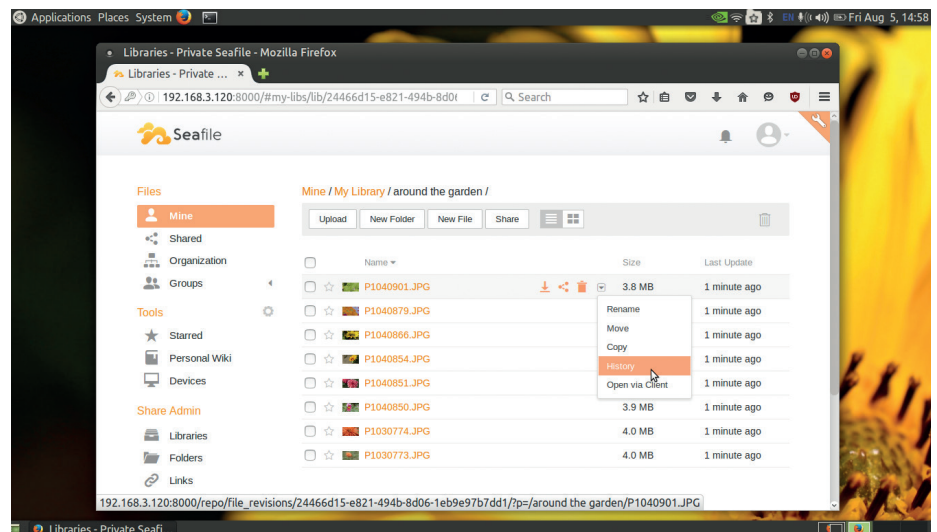 Applications Places System EN Fri Aug 5, 14:58
Libraries - Private Seafile - Mozilla Firefox
Libraries - Private ...
192.168.3.120:8000/#my-libs/lib/24466d15-e821-494b-8d06 Search
Seafile
Files
Mine
Shared
Organization
Groups
Tools
Starred
Personal Wiki
Devices
Share Admin
Libraries
Folders
Links
Mine / My Library / around the garden /
Upload New Folder New File Share
Name Size Last Update
P1040901.JPG 3.8 MB 1 minute ago
P1040879.JPG 1 minute ago
P1040866.JPG 1 minute ago
P1040854.JPG 1 minute ago
P1040851.JPG 1 minute ago
P1040850.JPG 3.9 MB 1 minute ago
P1030774.JPG 4.0 MB 1 minute ago
P1030773.JPG 4.0 MB 1 minute ago
Rename
Move
Copy
History
Open via Client
192.168.3.120:8000/repo/file_revisions/24466d15-e821-494b-8d06-1eb9e97b7dd1/?p=/around the garden/P1040901.JPG
Libraries - Private Seafi...